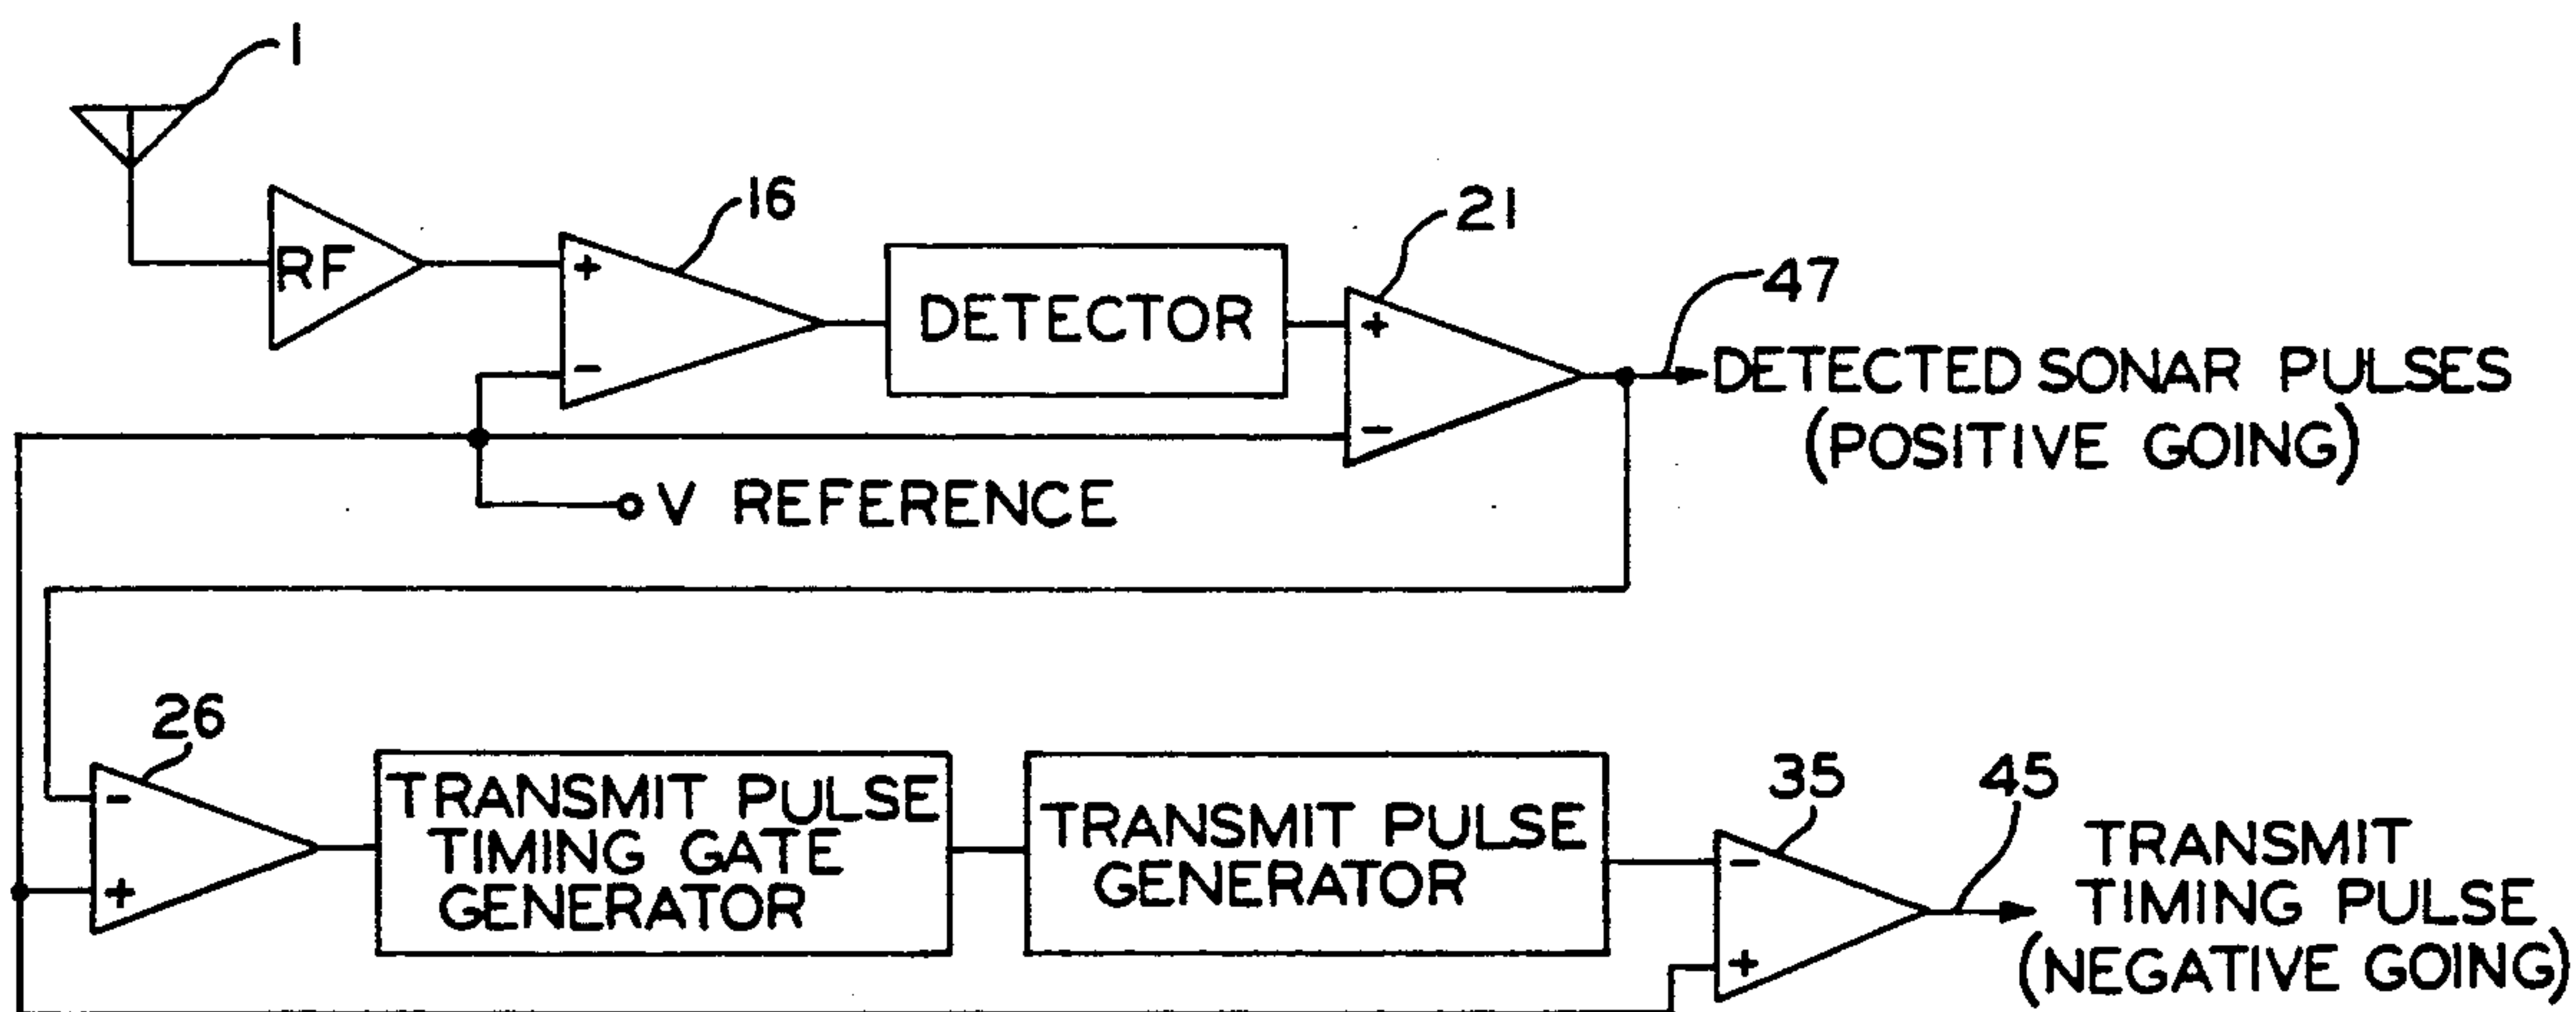 1
RF
+
-
16
DETECTOR
+
-
21
47
DETECTED SONAR PULSES
(POSITIVE GOING)
V REFERENCE
26
-
+
TRANSMIT PULSE
TIMING GATE
GENERATOR
TRANSMIT PULSE
GENERATOR
35
-
+
45
TRANSMIT
TIMING PULSE
(NEGATIVE GOING)